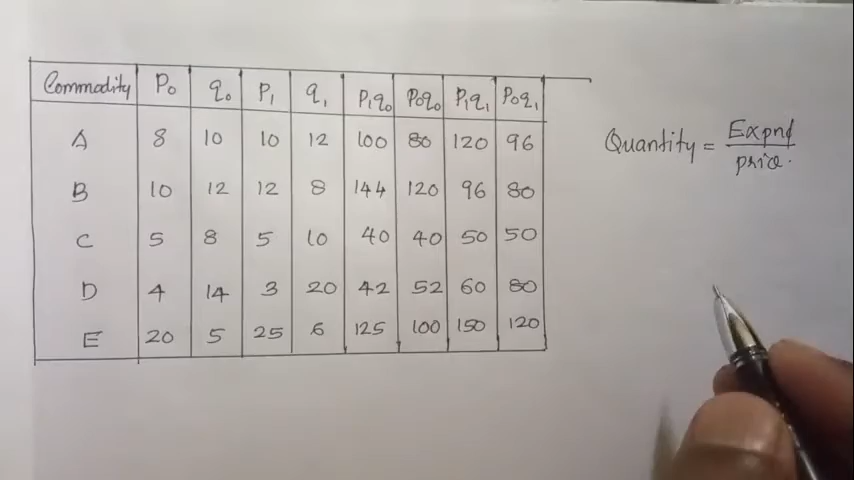 Commodity P0 q0 P1 q1 P1q0 P0q0 P1q1 P0q1
A 8 10 10 12 100 80 120 96
B 10 12 12 8 144 120 96 80
C 5 8 5 10 40 40 50 50
D 4 14 3 20 42 52 60 80
E 20 5 25 6 125 100 150 120
Quantity = Expnd
price.